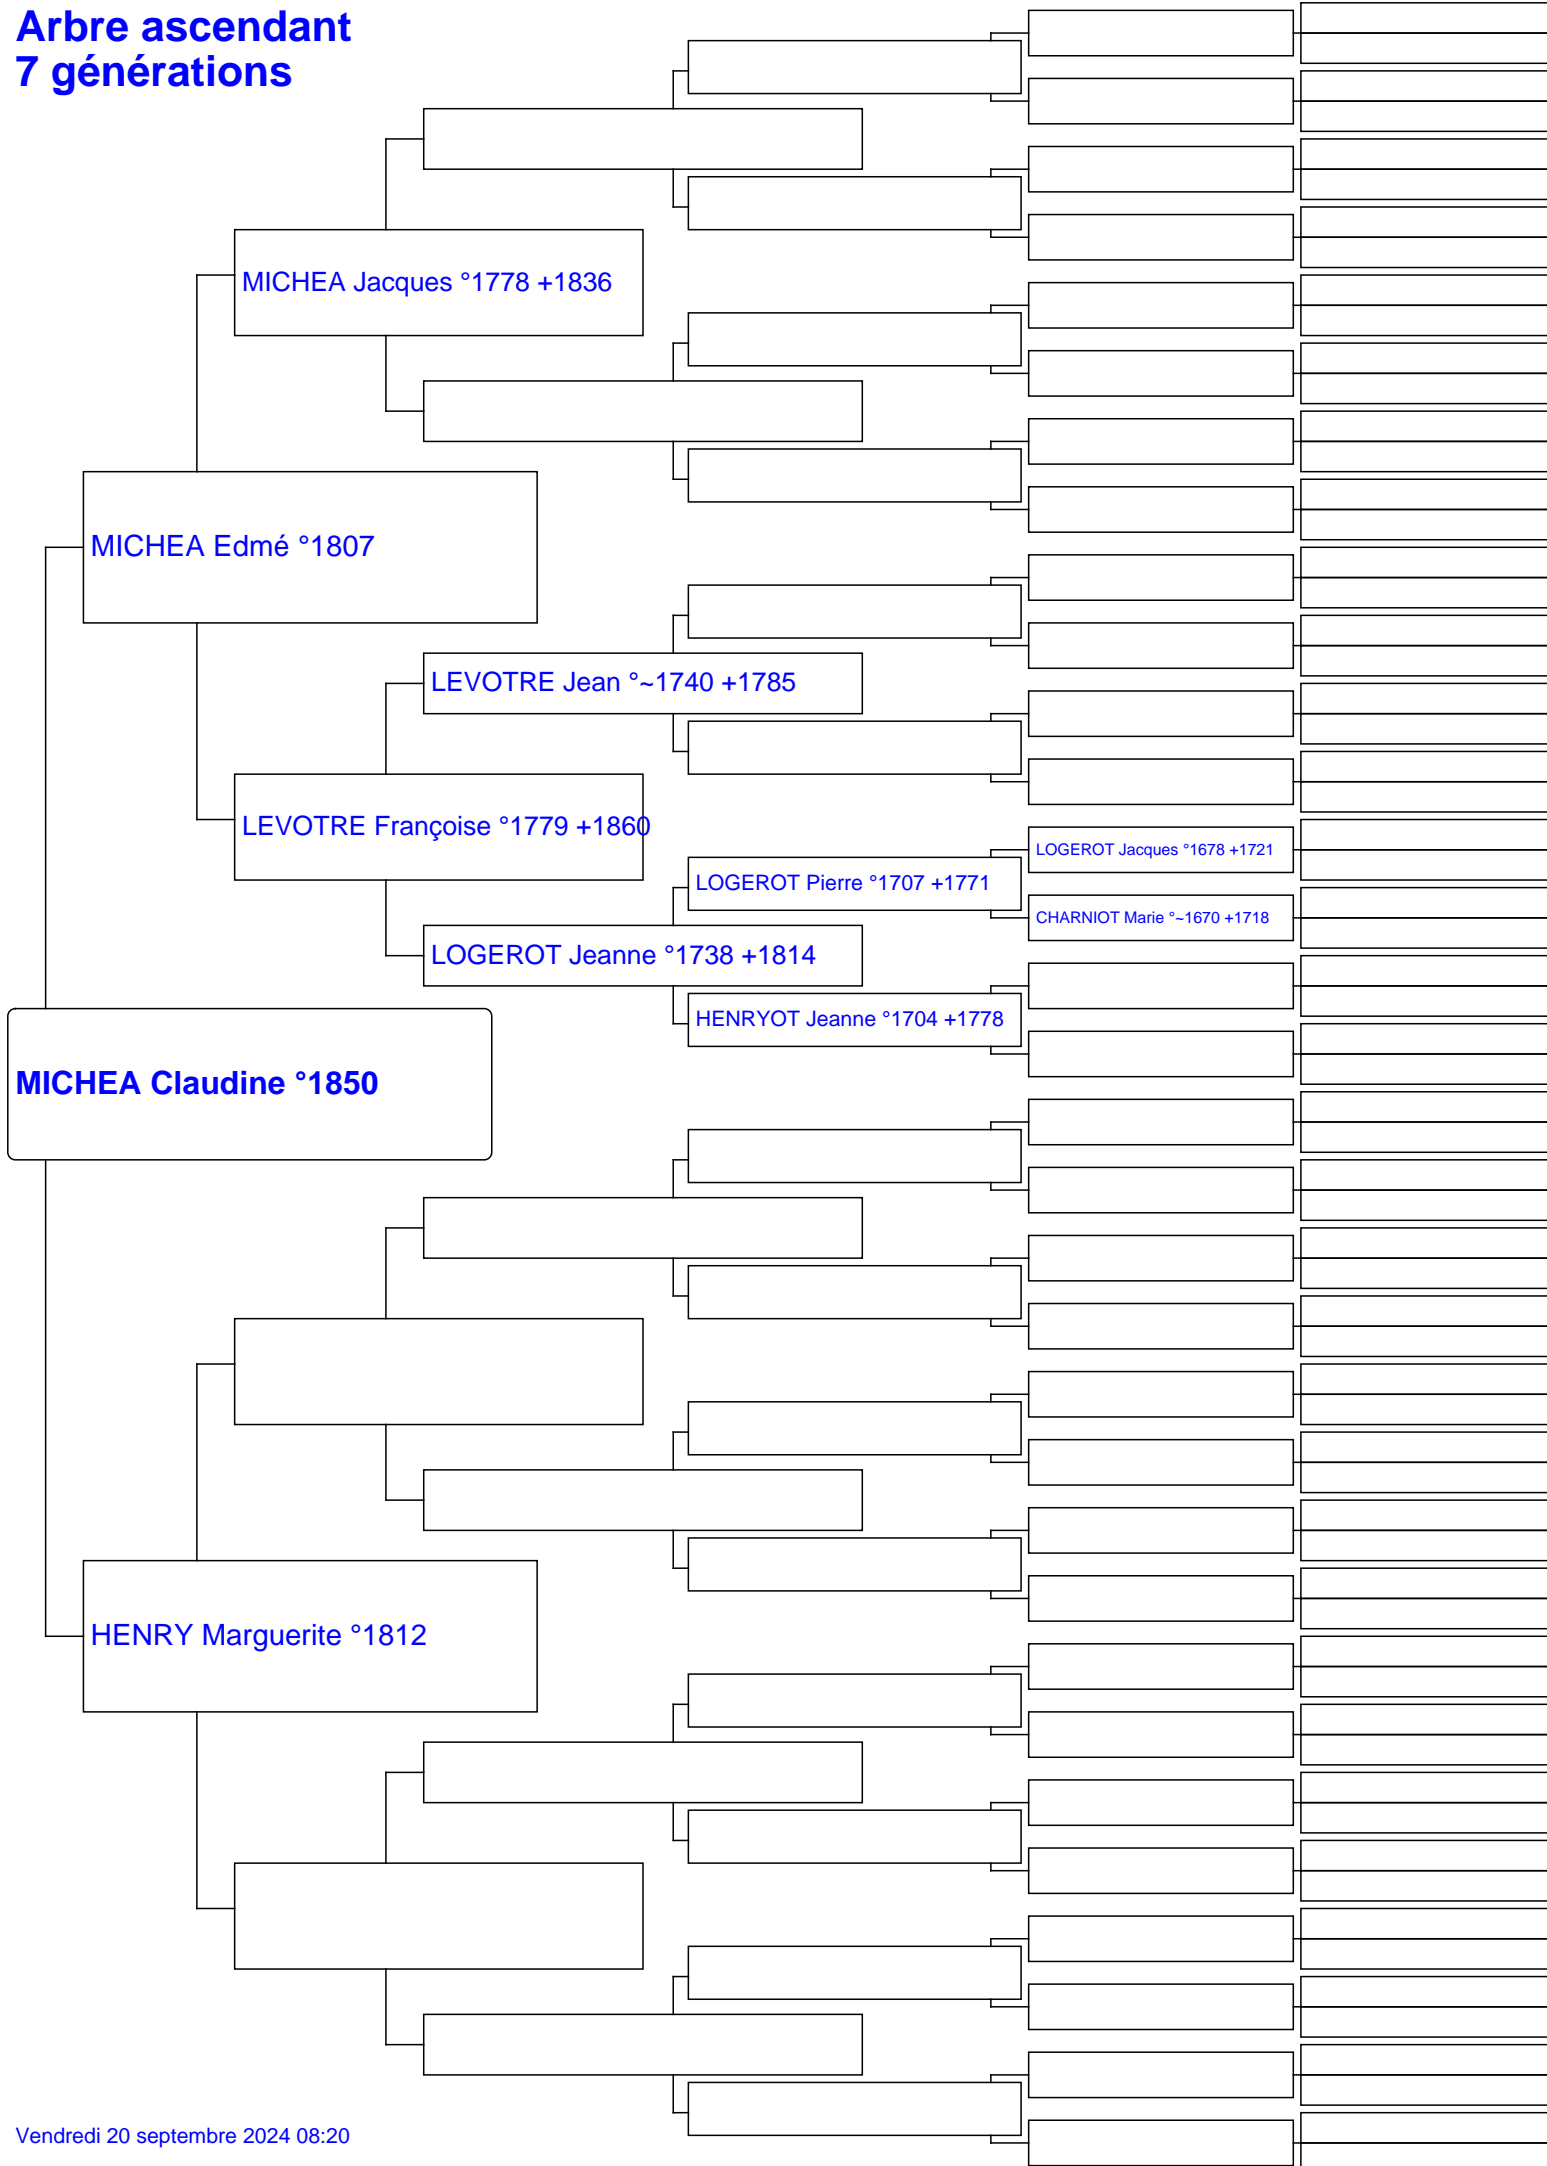 Arbre ascendant
7 générations
MICHEA Jacques °1778 +1836
MICHEA Edmé °1807
LEVOTRE Jean °~1740 +1785
LEVOTRE Françoise °1779 +1860
LOGEROT Jacques °1678 +1721
LOGEROT Pierre °1707 +1771
CHARNIOT Marie °~1670 +1718
LOGEROT Jeanne °1738 +1814
HENRYOT Jeanne °1704 +1778
MICHEA Claudine °1850
HENRY Marguerite °1812
Vendredi 20 septembre 2024 08:20